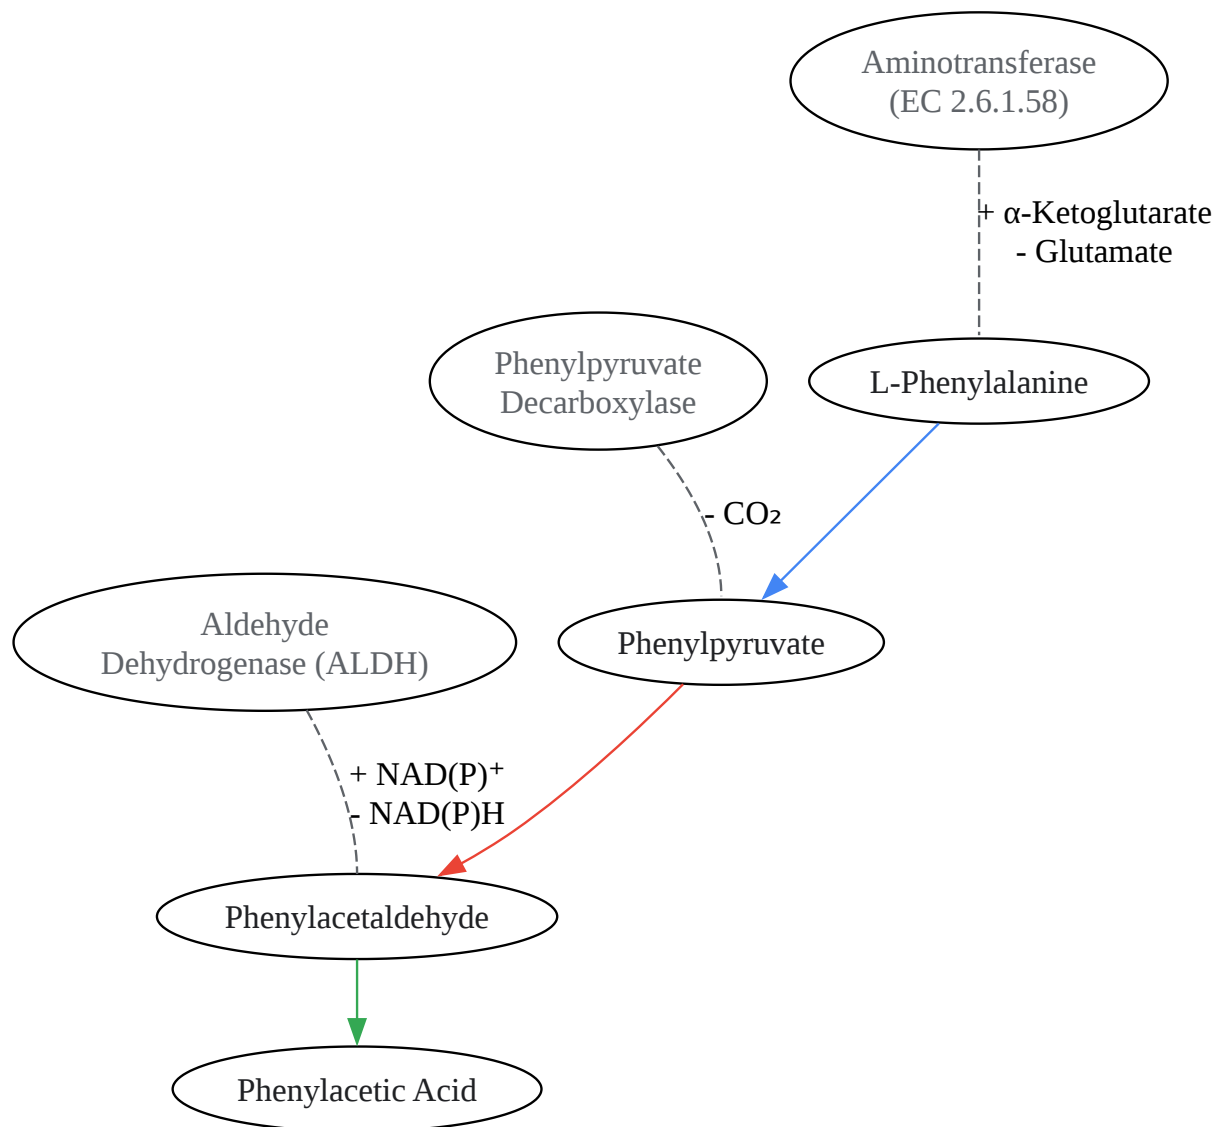 Aminotransferase
(EC 2.6.1.58)
+ α-Ketoglutarate
- Glutamate
Phenylpyruvate
Decarboxylase
L-Phenylalanine
- CO₂
Aldehyde
Dehydrogenase (ALDH)
Phenylpyruvate
+ NAD(P)⁺
- NAD(P)H
Phenylacetaldehyde
Phenylacetic Acid